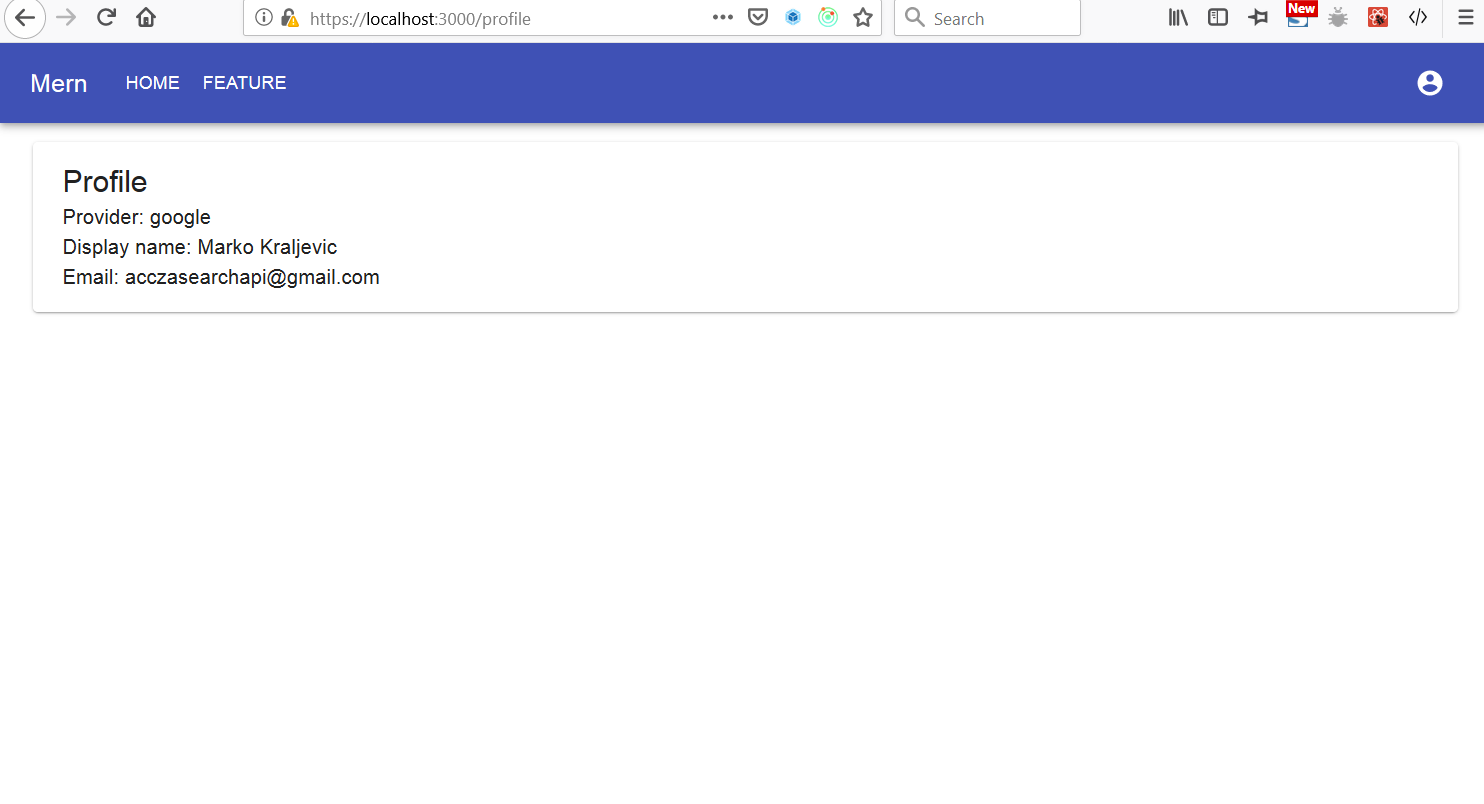 https://localhost:3000/profile
Search
New
Mern
HOME
FEATURE
Profile
Provider: google
Display name: Marko Kraljevic
Email: acczasearchapi@gmail.com